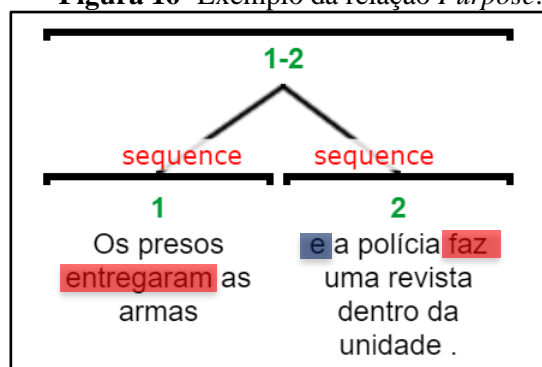 Figura 16- Exemplo da relação Purpose.
1-2
sequence sequence
1 2
Os presos
entregaram as
armas
e a polícia faz
uma revista
dentro da
unidade .